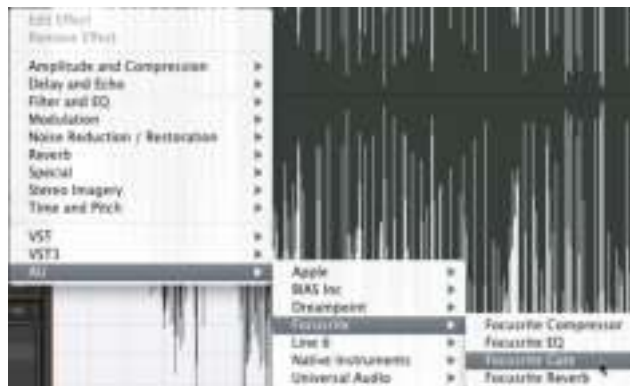 Edit Effect
Remove Effect
Amplitude and Compression
Delay and Echo
Filter and EQ
Modulation
Noise Reduction / Restoration
Reverb
Special
Stereo Imagery
Time and Pitch
VST
VST3
AU
Apple
BIAS Inc
Dreampoint
Focusrite
Line 6
Native Instruments
Universal Audio
Focusrite Compressor
Focusrite EQ
Focusrite Gate
Focusrite Reverb